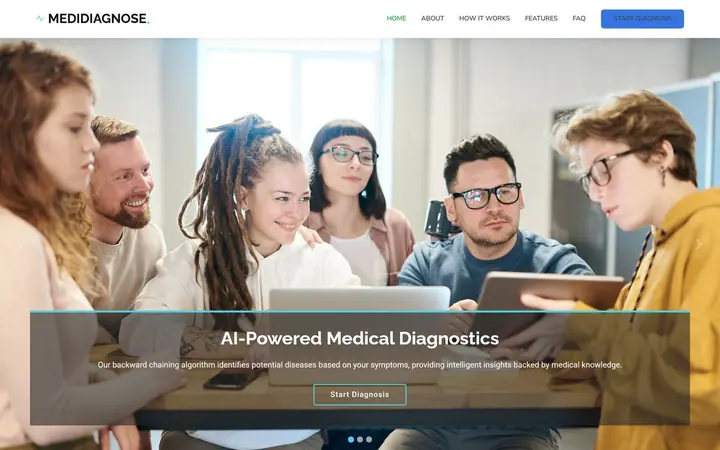 MEDIDIAGNOSE.
HOME ABOUT HOW IT WORKS FEATURES FAQ START DIAGNOSIS
AI-Powered Medical Diagnostics
Our backward chaining algorithm identifies potential diseases based on your symptoms, providing intelligent insights backed by medical knowledge.
Start Diagnosis